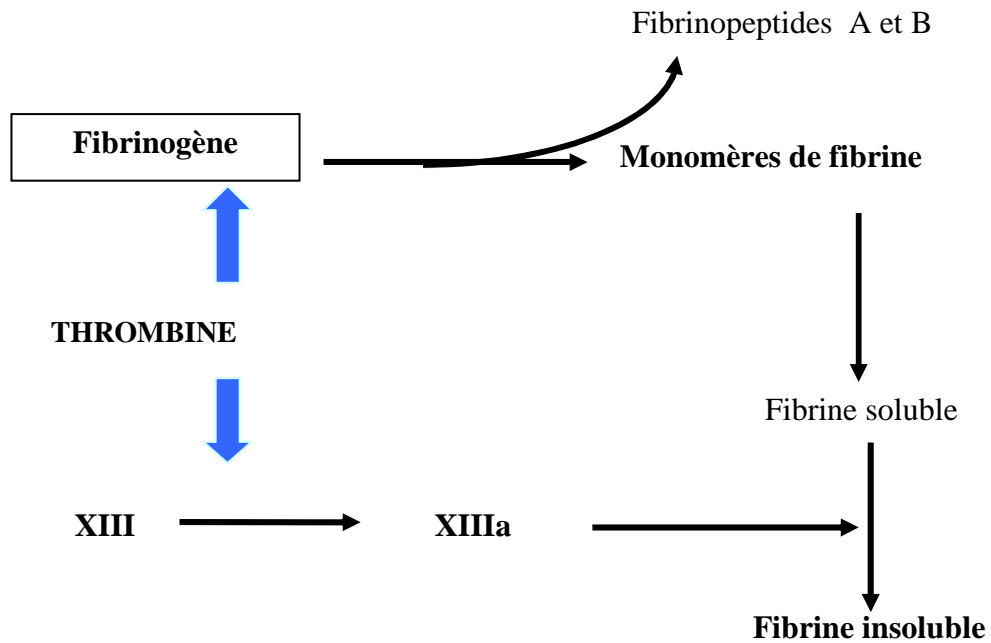 Fibrinopeptides A et B
Fibrinogène
Monomères de fibrine
THROMBINE
Fibrine soluble
XIII
XIIIa
Fibrine insoluble